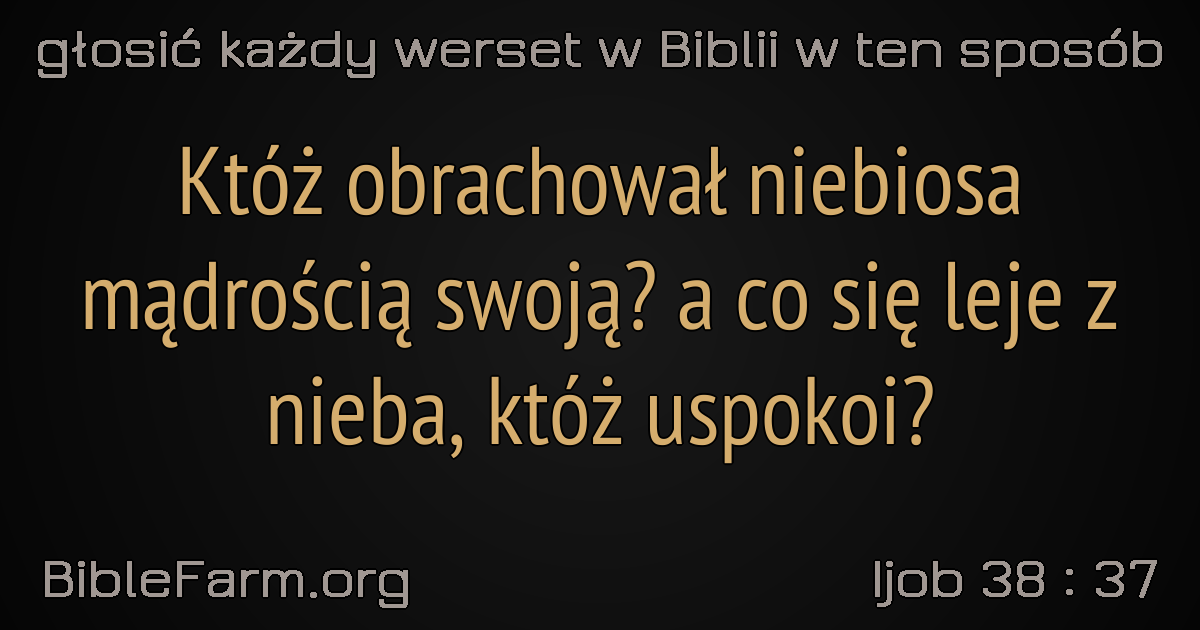 głosić każdy werset w Biblii w ten sposób
Któż obrachował niebiosa
mądrością swoją? a co się leje z
nieba, któż uspokoi?
BibleFarm.org
Ijob 38 : 37